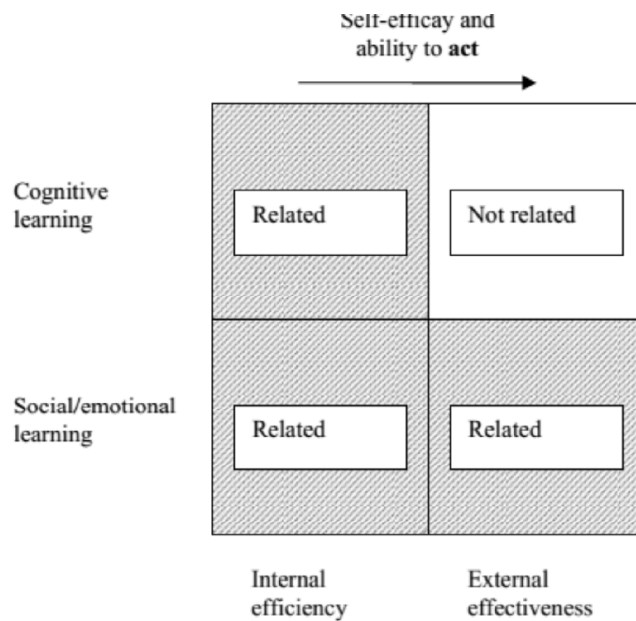 Self-efficay and
ability to act
Cognitive
learning
Related
Not related
Social/emotional
learning
Related
Related
Internal
efficiency
External
effectiveness